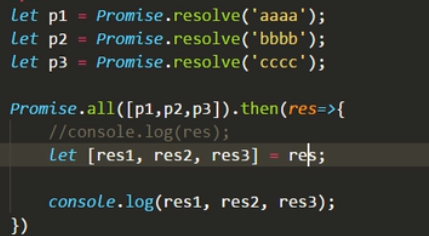 let p1 = Promise.resolve('aaaa');
let p2 = Promise.resolve('bbbb');
let p3 = Promise.resolve('cccc');
Promise.all([p1,p2,p3]).then(res=>{
//console.log(res);
let [res1, res2, res3] = res;
console.log(res1, res2, res3);
})